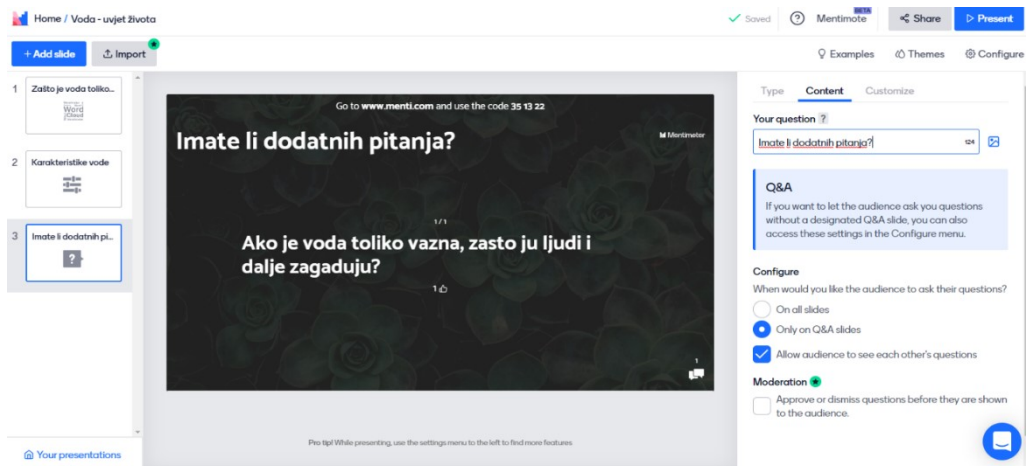 Home / Voda - uvjet života
Saved
?
Mentimote
BETA
Share
Present
+ Add slide
Import
Examples
Themes
Configure
1
Zašto je voda toliko...
Word
Cloud
2
Karakteristike vode
3
Imate li dodatnih pi...
?
Your presentations
Go to www.menti.com and use the code 35 13 22
Imate li dodatnih pitanja?
Mentimeter
1/1
Ako je voda toliko vazna, zasto ju ljudi i
dalje zagaduju?
1
1
Pro tip! While presenting, use the settings menu to the left to find more features
Type
Content
Customize
Your question ?
Imate li dodatnih pitanja?
124
Q&A
If you want to let the audience ask you questions
without a designated Q&A slide, you can also
access these settings in the Configure menu.
Configure
When would you like the audience to ask their questions?
On all slides
Only on Q&A slides
Allow audience to see each other's questions
Moderation
Approve or dismiss questions before they are shown
to the audience.